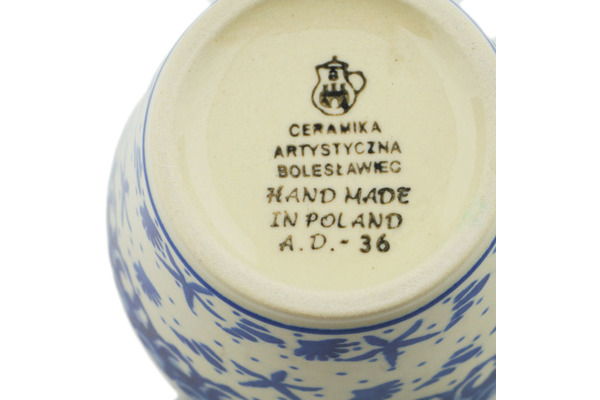 CERAMIKA
ARTYSTYCZNA
BOLESŁAWIEC
HAND MADE
IN POLAND
A.D.-36